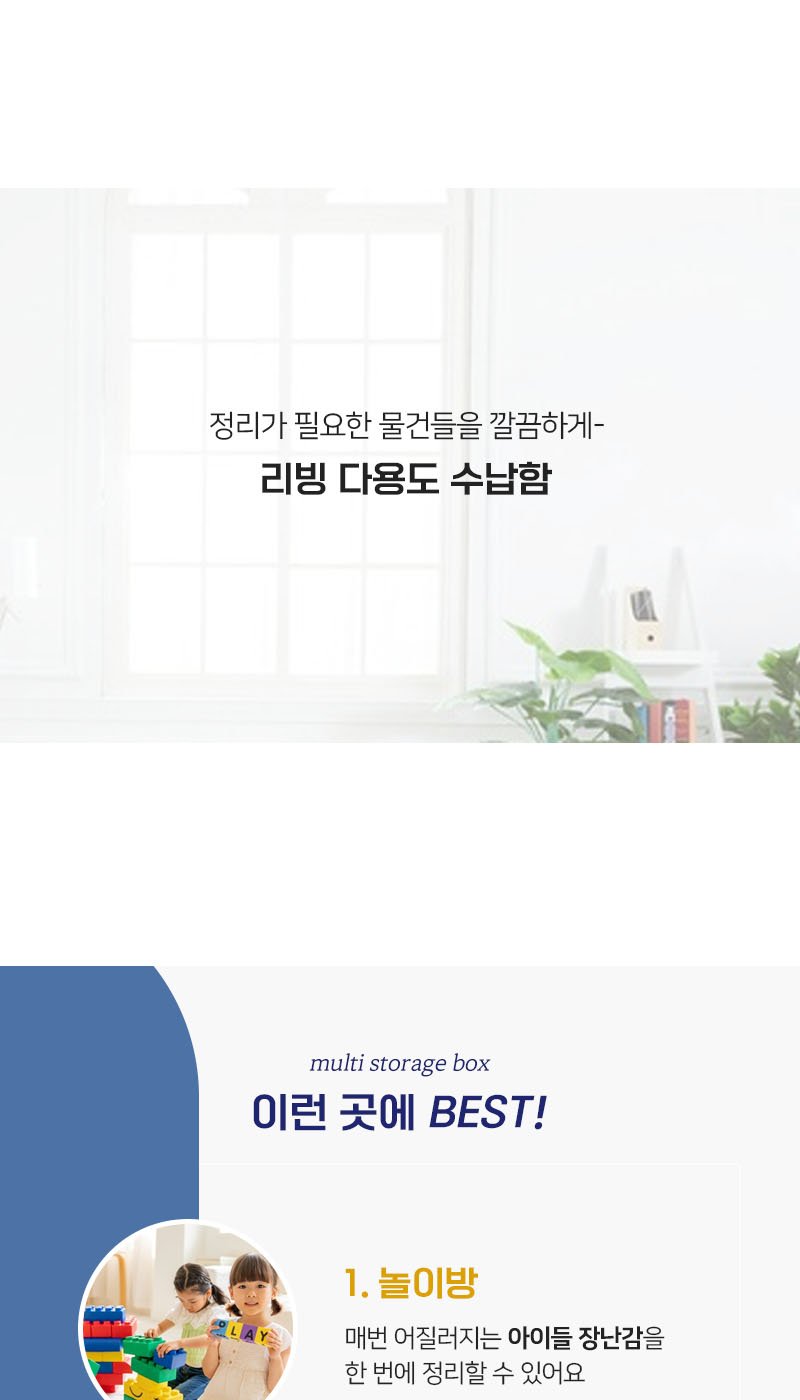 정리가 필요한 물건들을 깔끔하게-
리빙 다용도 수납함
multi storage box
이런 곳에 BEST!
1. 놀이방
매번 어질러지는 아이들 장난감을
한 번에 정리할 수 있어요
PLAY